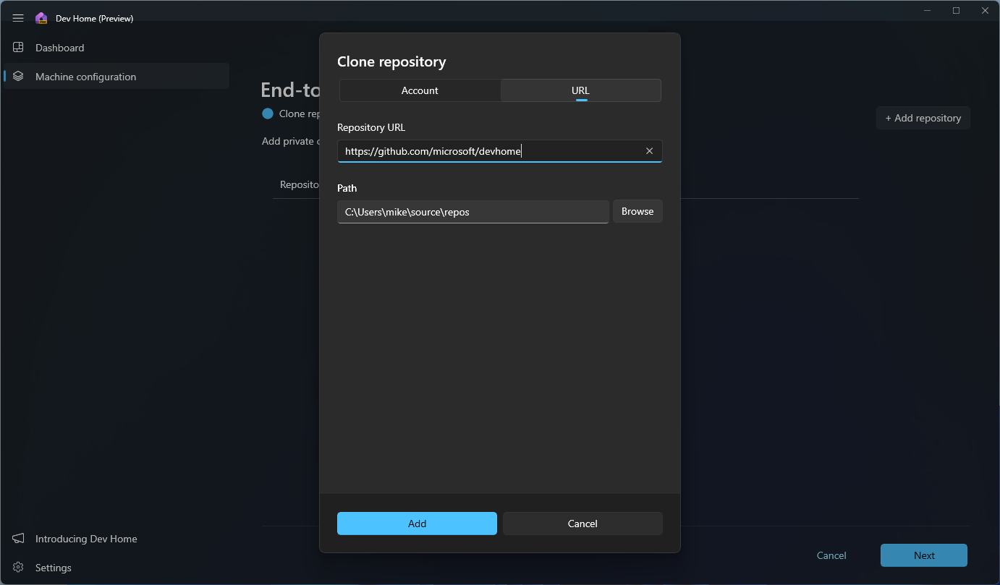 Dev Home (Preview)
Dashboard
Machine configuration
Introducing Dev Home
Settings
End-to
Clone rep
Add private
+ Add repository
Reposito
Clone repository
Account
URL
Repository URL
https://github.com/microsoft/devhome
Path
C:\Users\mike\source\repos
Browse
Add
Cancel
Cancel
Next